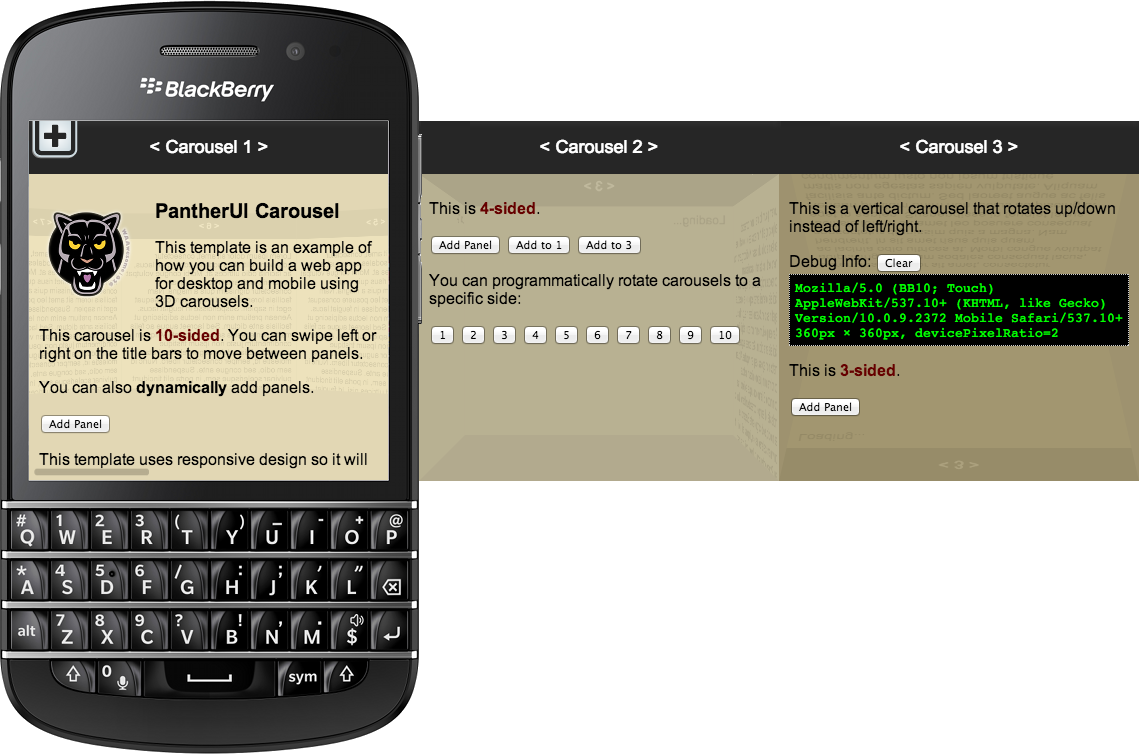 BlackBerry
< Carousel 1 >
PantherUI Carousel
This template is an example of
how you can build a web app
for desktop and mobile using
3D carousels.
This carousel is 10-sided. You can swipe left or
right on the title bars to move between panels.
You can also dynamically add panels.
Add Panel
This template uses responsive design so it will
< Carousel 2 >
< 3 >
Loading...
This is 4-sided.
Add Panel Add to 1 Add to 3
You can programmatically rotate carousels to a
specific side:
1 2 3 4 5 6 7 8 9 10
< Carousel 3 >
This is a vertical carousel that rotates up/down
instead of left/right.
Debug Info: Clear
Mozilla/5.0 (BB10; Touch)
AppleWebKit/537.10+ (KHTML, like Gecko)
Version/10.0.9.2372 Mobile Safari/537.10+
360px × 360px, devicePixelRatio=2
This is 3-sided.
Add Panel
< 3 >
# 1 2 3 ( ) _ - + @
Q W E R T Y U I O P
* 4 5 6 / : ; ' "
A S D F G H J K L
7 8 9 ? ! , .
alt Z X C V B N M $
0 sym